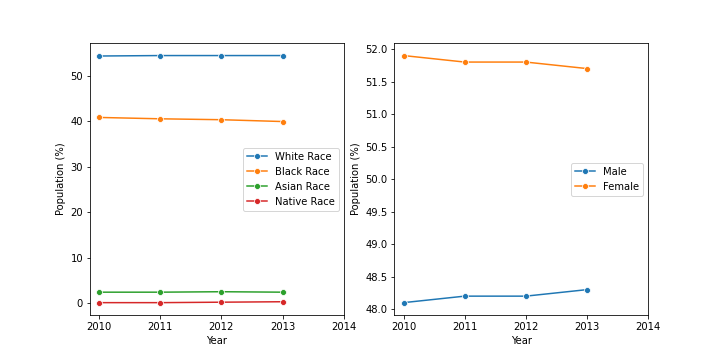 50
40
30
20
10
0
Population (%)
White Race
Black Race
Asian Race
Native Race
2010 2011 2012 2013 2014
Year
52.0
51.5
51.0
50.5
50.0
49.5
49.0
48.5
48.0
Population (%)
Male
Female
2010 2011 2012 2013 2014
Year